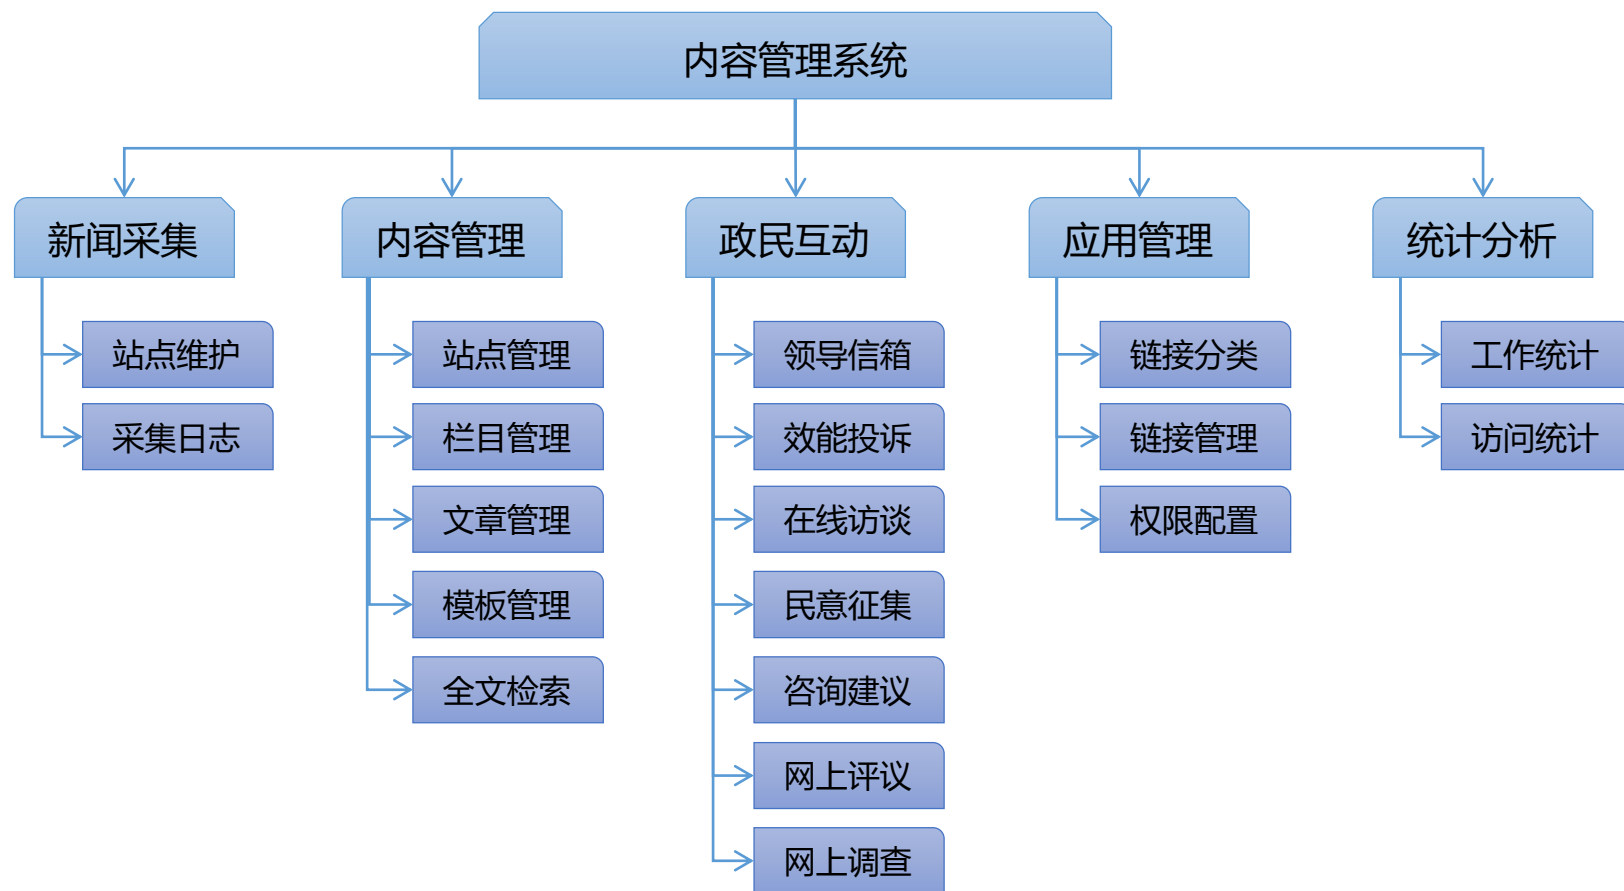 内容管理系统
新闻采集
内容管理
政民互动
应用管理
统计分析
站点维护
采集日志
站点管理
栏目管理
文章管理
模板管理
全文检索
领导信箱
效能投诉
在线访谈
民意征集
咨询建议
网上评议
网上调查
链接分类
链接管理
权限配置
工作统计
访问统计